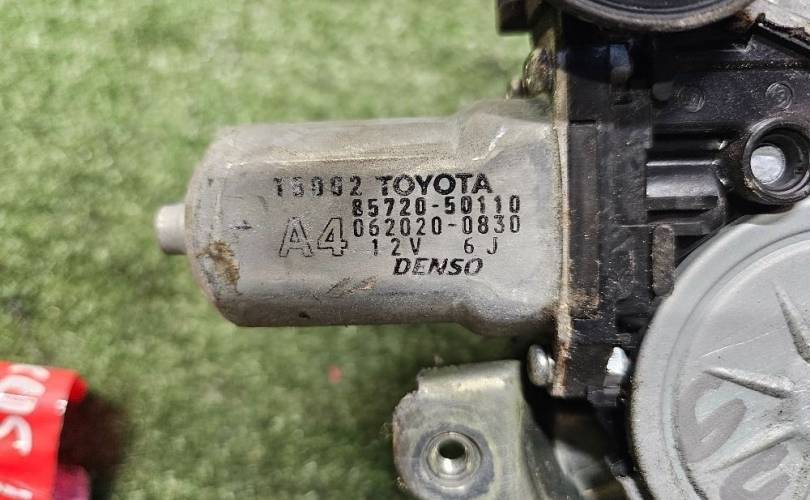 15002 TOYOTA
85720-50110
A4 062020-0830
12V 6J
DENSO